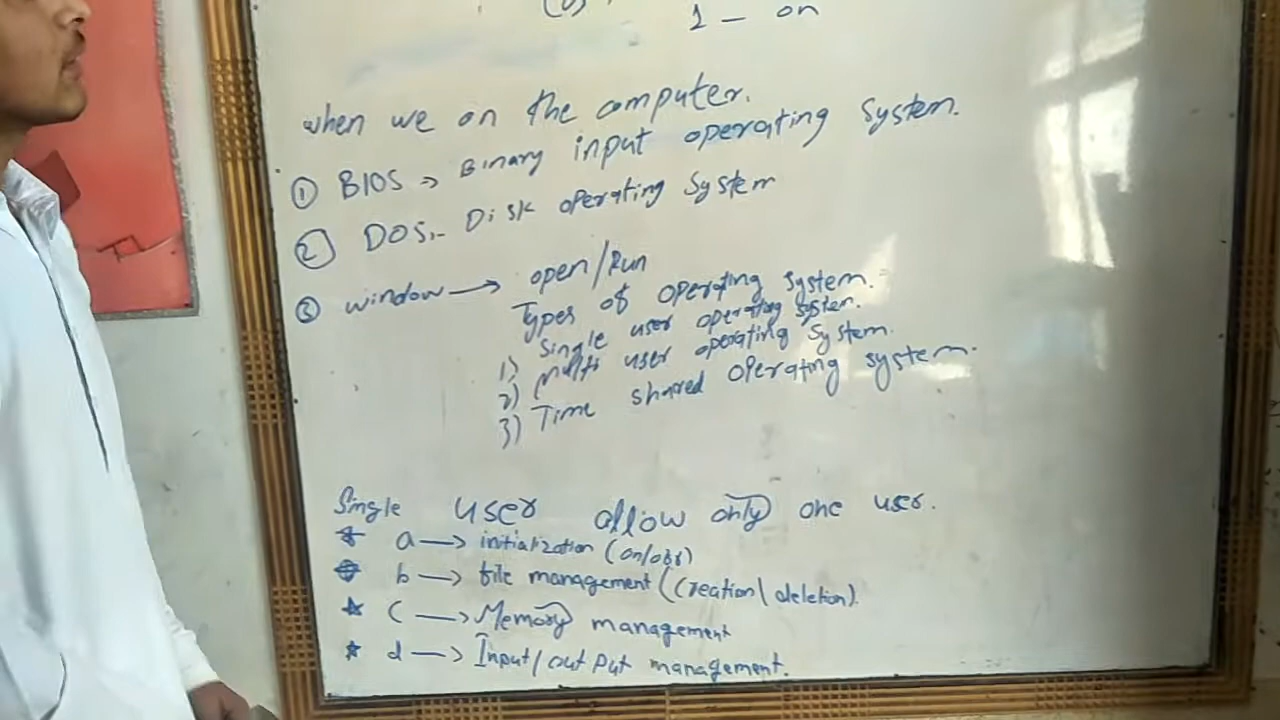 1 - on
when we on the computer.
① BIOS → Binary input operating System.
② DOS:- Disk operating System
③ window → open/Run
Types of operating System.
1) Single user operating System.
2) Multi user operating System.
3) Time shared operating system.
Single user allow only one user.
a → initialization (on/off)
b → file management ((reation/deletion).
C → Memory management
d → Input/out put management.